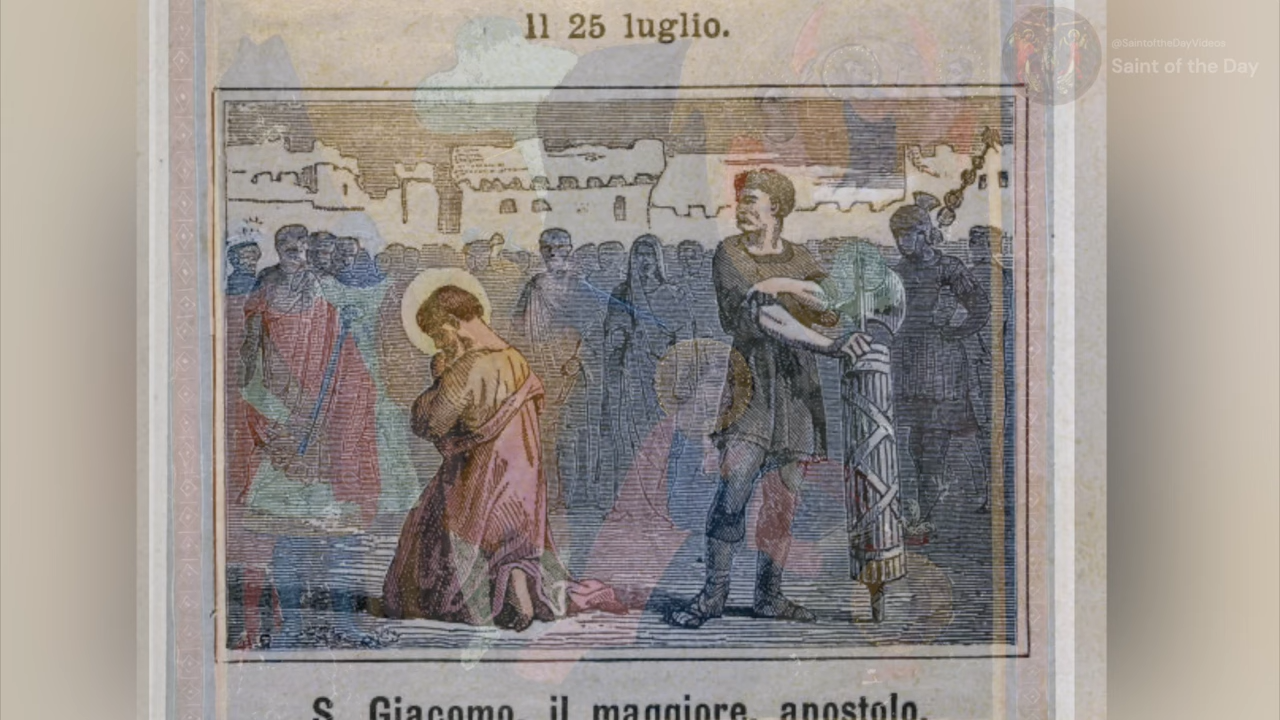 Il 25 luglio.
@SaintoftheDayVideos
Saint of the Day
S. Giacomo, il maggiore, apostolo.